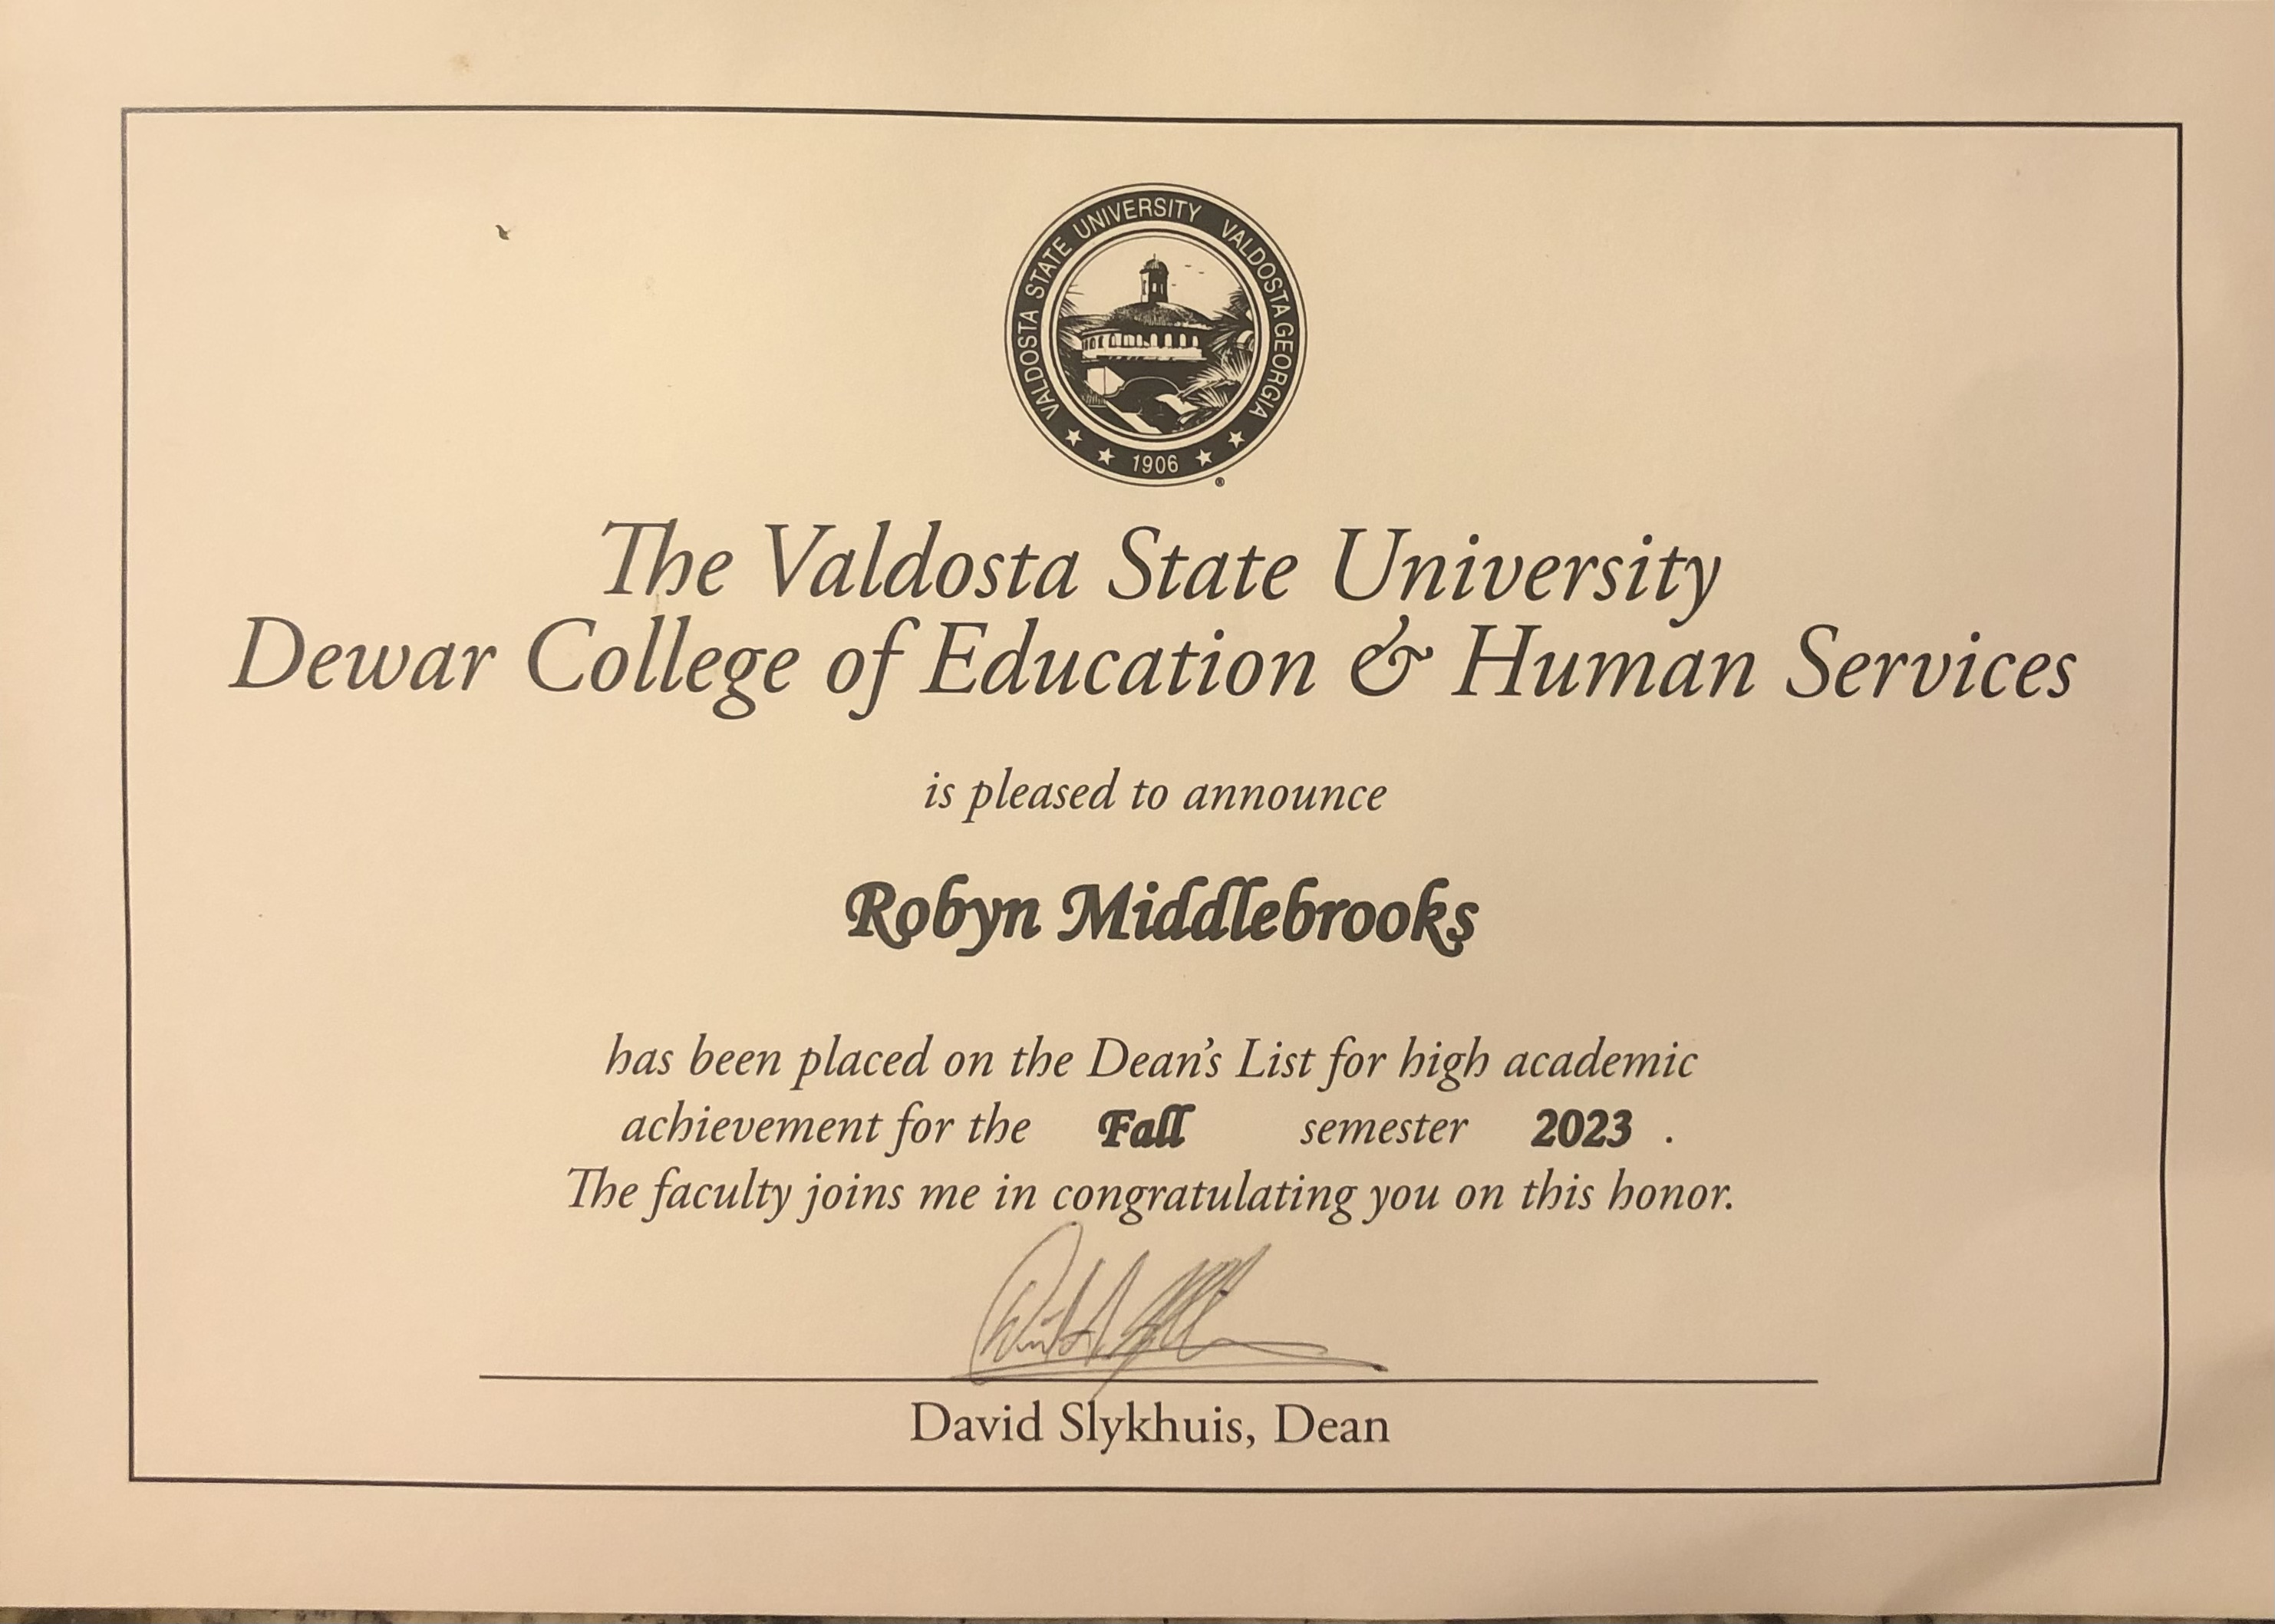 VALDOSTA STATE UNIVERSITY VALDOSTA GEORGIA
1906
®
The Valdosta State University
Dewar College of Education & Human Services
is pleased to announce
Robyn Middlebrooks
has been placed on the Dean's List for high academic
achievement for the Fall semester 2023 .
The faculty joins me in congratulating you on this honor.
David Slykhuis, Dean